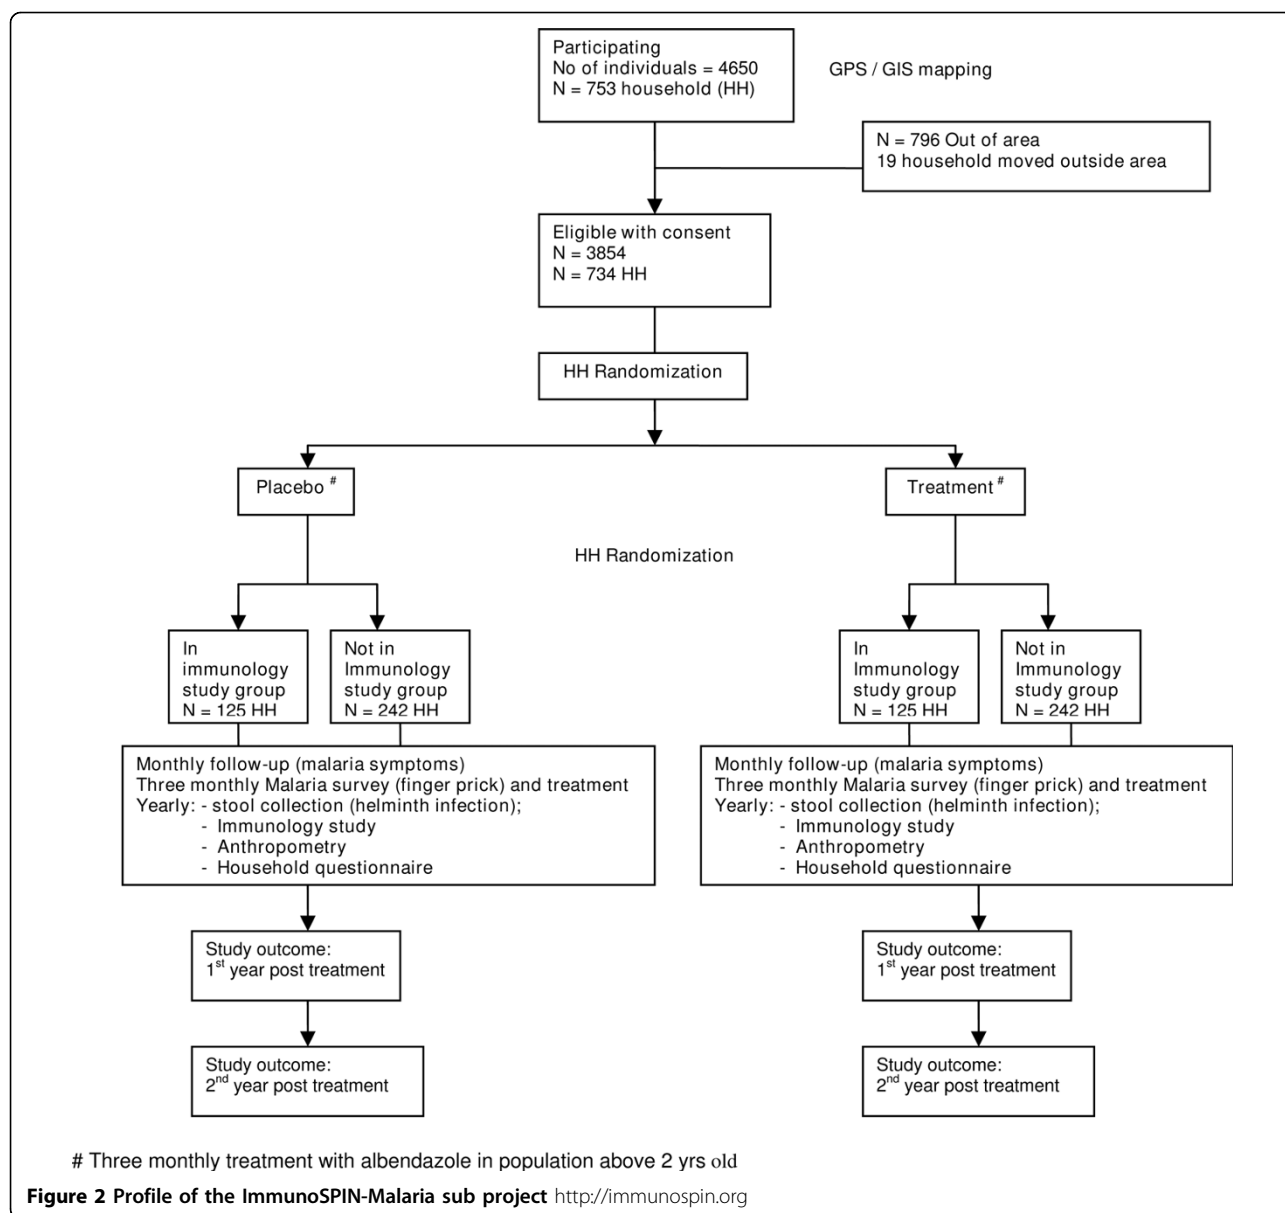 Participating
No of individuals = 4650
N = 753 household (HH)
GPS / GIS mapping
N = 796 Out of area
19 household moved outside area
Eligible with consent
N = 3854
N = 734 HH
HH Randomization
Placebo #
Treatment #
HH Randomization
In
immunology
study group
N = 125 HH
Not in
Immunology
study group
N = 242 HH
In
Immunology
study group
N = 125 HH
Not in
Immunology
study group
N = 242 HH
Monthly follow-up (malaria symptoms)
Three monthly Malaria survey (finger prick) and treatment
Yearly: - stool collection (helminth infection);
- Immunology study
- Anthropometry
- Household questionnaire
Monthly follow-up (malaria symptoms)
Three monthly Malaria survey (finger prick) and treatment
Yearly: - stool collection (helminth infection);
- Immunology study
- Anthropometry
- Household questionnaire
Study outcome:
1st year post treatment
Study outcome:
1st year post treatment
Study outcome:
2nd year post treatment
Study outcome:
2nd year post treatment
# Three monthly treatment with albendazole in population above 2 yrs old
Figure 2 Profile of the ImmunoSPIN-Malaria sub project http://immunospin.org